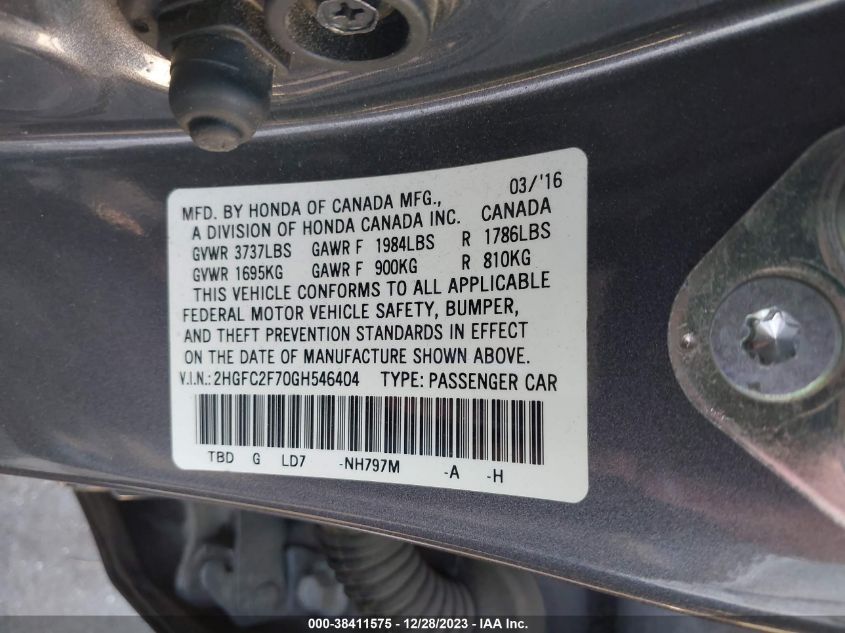 03/'16
MFD. BY HONDA OF CANADA MFG.,
A DIVISION OF HONDA CANADA INC. CANADA
GVWR 3737LBS GAWR F 1984LBS R 1786LBS
GVWR 1695KG GAWR F 900KG R 810KG
THIS VEHICLE CONFORMS TO ALL APPLICABLE
FEDERAL MOTOR VEHICLE SAFETY, BUMPER,
AND THEFT PREVENTION STANDARDS IN EFFECT
ON THE DATE OF MANUFACTURE SHOWN ABOVE.
V.I.N.: 2HGFC2F70GH546404 TYPE: PASSENGER CAR
TBD G LD7 -NH797M -A -H
000-38411575 - 12/28/2023 - IAA Inc.